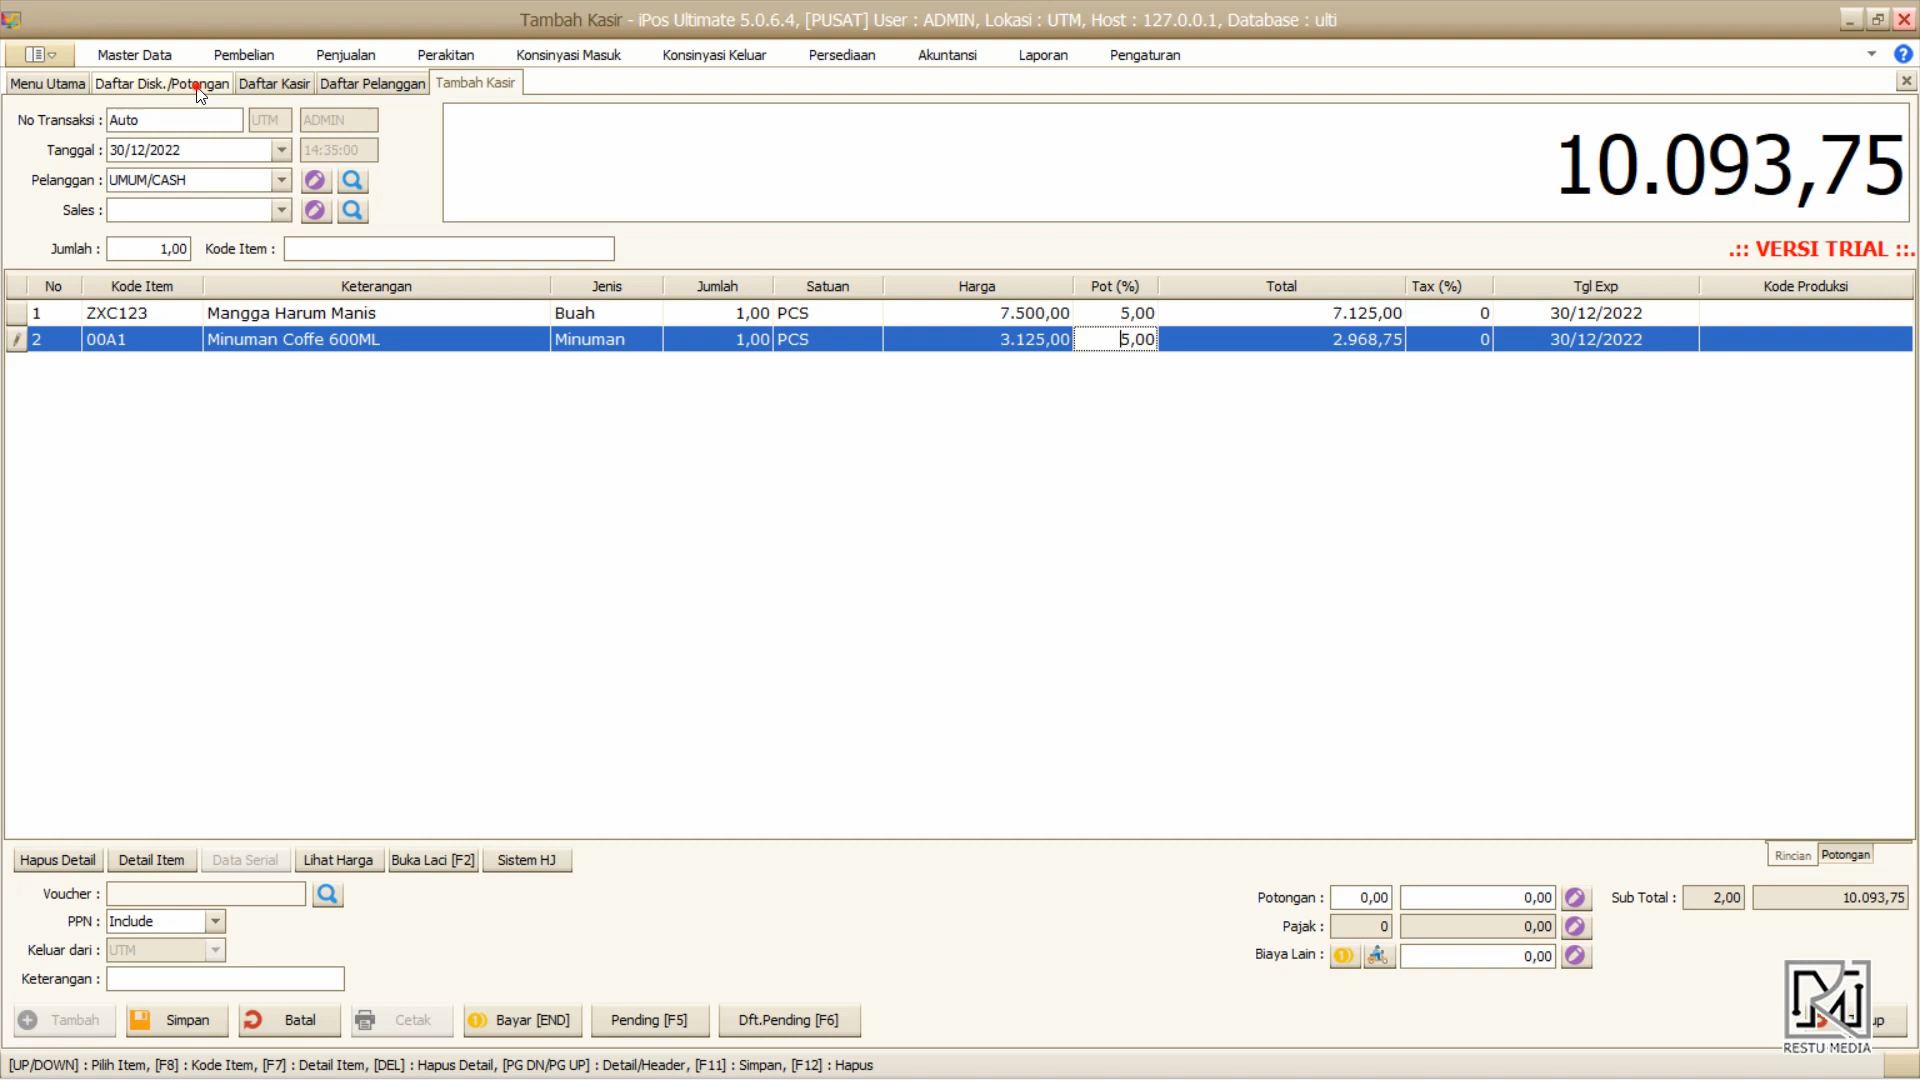 Tambah Kasir - iPos Ultimate 5.0.6.4, [PUSAT] User : ADMIN, Lokasi : UTM, Host : 127.0.0.1, Database : ulti
Master Data Pembelian Penjualan Perakitan Konsinyasi Masuk Konsinyasi Keluar Persediaan Akuntansi Laporan Pengaturan
Menu Utama Daftar Disk./Potongan Daftar Kasir Daftar Pelanggan Tambah Kasir
No Transaksi : Auto UTM ADMIN
Tanggal : 30/12/2022 14:35:00
Pelanggan : UMUM/CASH
Sales :
10.093,75
Jumlah : 1,00 Kode Item :
.:: VERSI TRIAL ::.
No Kode Item Keterangan Jenis Jumlah Satuan Harga Pot (%) Total Tax (%) Tgl Exp Kode Produksi
1 ZXC123 Mangga Harum Manis Buah 1,00 PCS 7.500,00 5,00 7.125,00 0 30/12/2022
2 00A1 Minuman Coffe 600ML Minuman 1,00 PCS 3.125,00 5,00 2.968,75 0 30/12/2022
Hapus Detail Detail Item Data Serial Lihat Harga Buka Laci [F2] Sistem HJ
Rincian Potongan
Voucher :
PPN : Include
Keluar dari : UTM
Keterangan :
Potongan : 0,00 0,00 Sub Total : 2,00 10.093,75
Pajak : 0 0,00
Biaya Lain : 0,00
Tambah Simpan Batal Cetak Bayar [END] Pending [F5] Dft.Pending [F6]
RESTU MEDIA
[UP/DOWN] : Pilih Item, [F8] : Kode Item, [F7] : Detail Item, [DEL] : Hapus Detail, [PG DN/PG UP] : Detail/Header, [F11] : Simpan, [F12] : Hapus